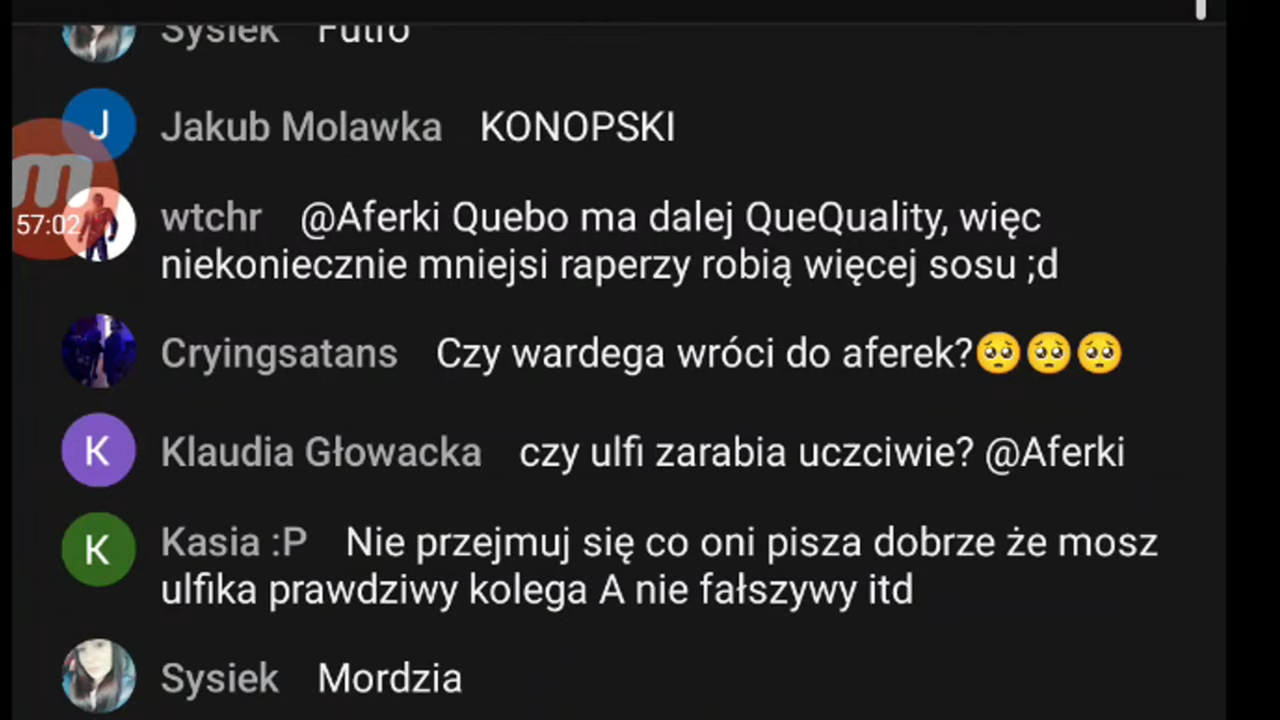 Sysiek Futro
J Jakub Molawka KONOPSKI
m
57:02
wtchr @Aferki Quebo ma dalej QueQuality, więc
niekoniecznie mniejsi raperzy robią więcej sosu ;d
Cryingsatans Czy wardega wróci do aferek?🥺🥺🥺
K Klaudia Głowacka czy ulfi zarabia uczciwie? @Aferki
K Kasia :P Nie przejmuj się co oni pisza dobrze że mosz
ulfika prawdziwy kolega A nie fałszywy itd
Sysiek Mordzia